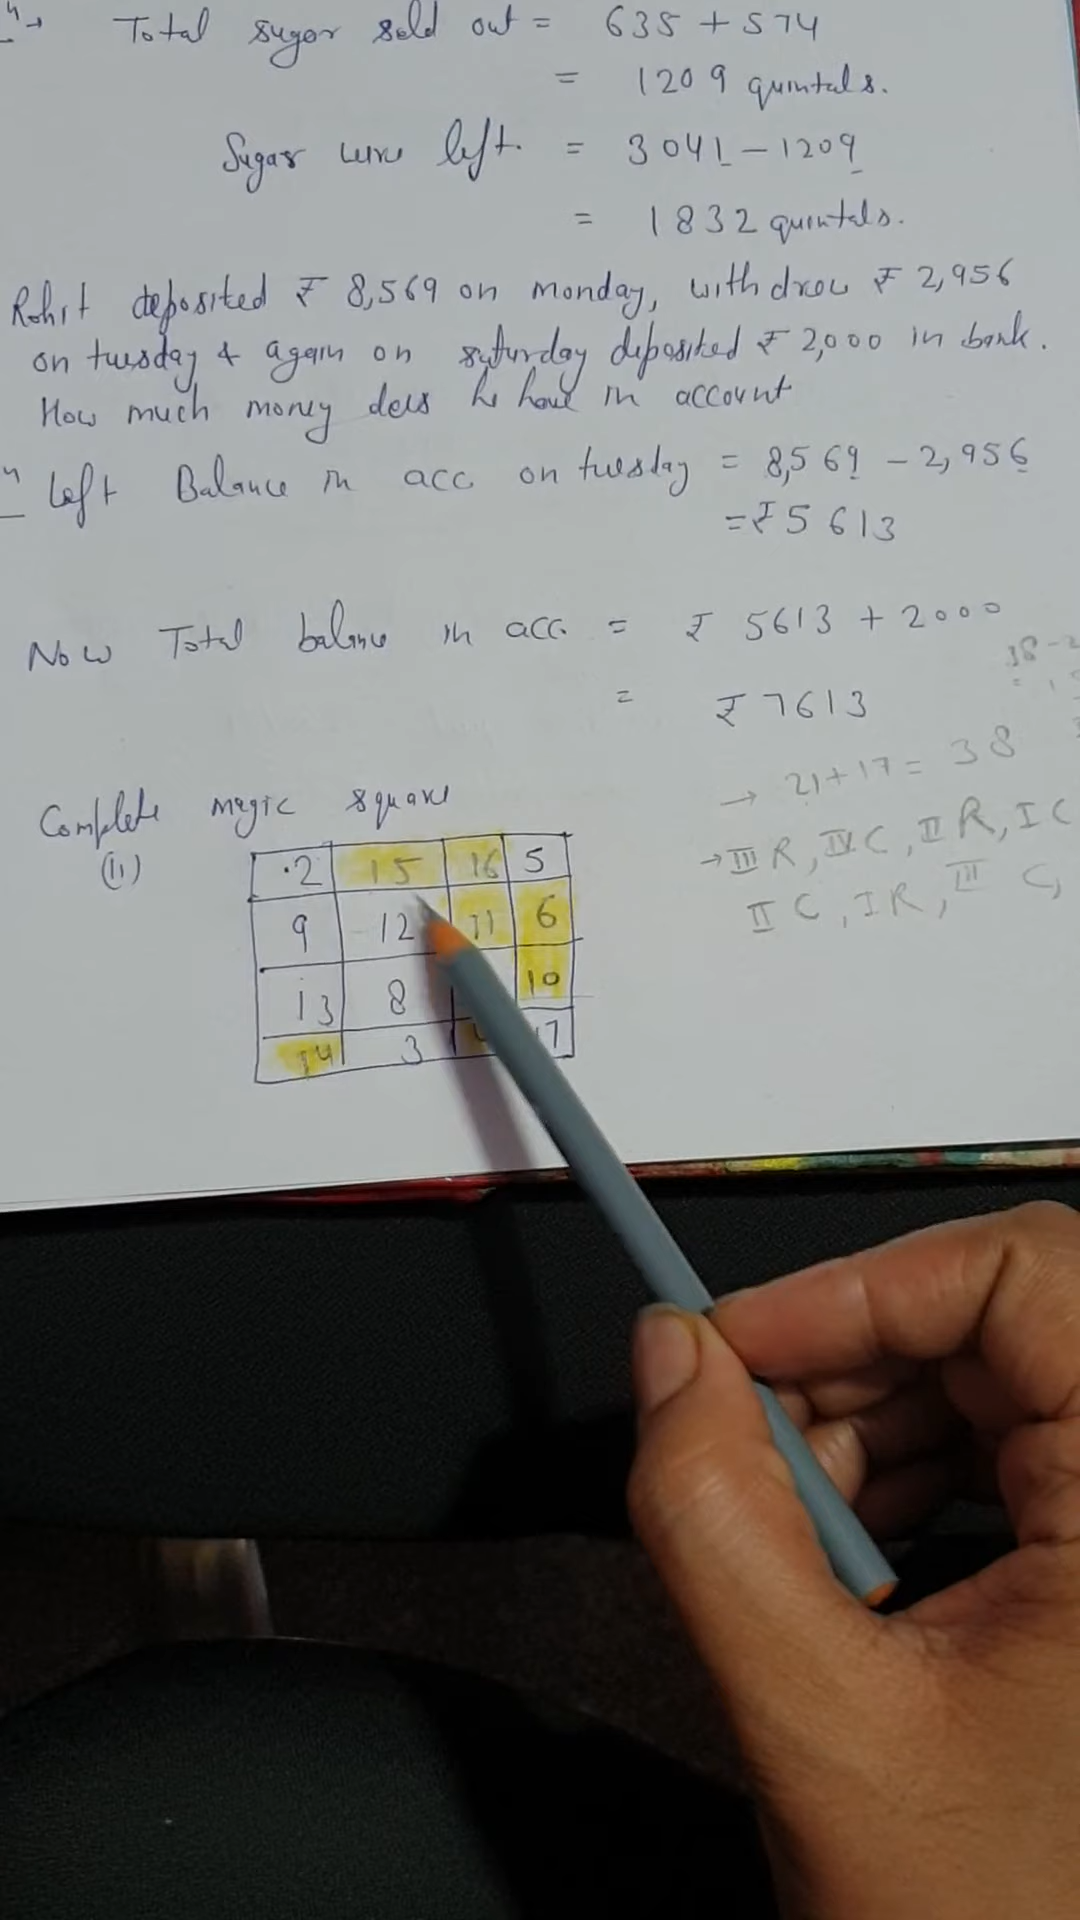 Total sugar sold out = 635 + 574
= 1209 quintals.
Sugar were left. = 3041 - 1209
= 1832 quintals.
Rohit deposited ₹ 8,569 on monday, withdrew ₹ 2,956
on tuesday & again on saturday deposited ₹ 2,000 in bank.
How much money does he have in account
Left Balance in acc on tuesday = 8,569 - 2,956
= ₹ 5613
Now Total balance in acc. = ₹ 5613 + 2000
= ₹ 7613
→ 21+17 = 38
Complete magic square
→ III R, IV C, II R, I C
II C, I R, III C,
(ii)
2 15 16 5
9 12 11 6
13 8 10
14 3 17